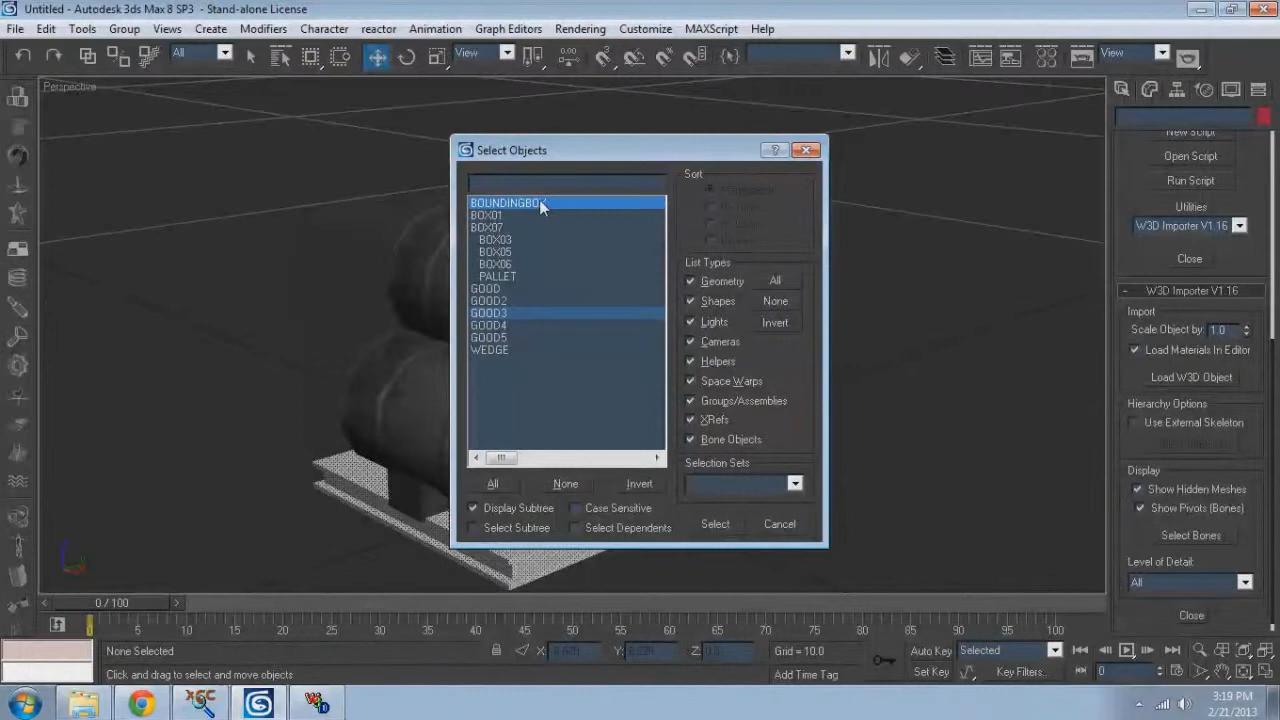 Untitled - Autodesk 3ds Max 8 SP3 - Stand-alone License
File Edit Tools Group Views Create Modifiers Character reactor Animation Graph Editors Rendering Customize MAXScript Help
All View View
Perspective
Select Objects
Sort
BOUNDINGBOX
BOX01
BOX07
BOX03
BOX05
BOX06
PALLET
GOOD
GOOD2
GOOD3
GOOD4
GOOD5
WEDGE
List Types
Geometry All
Shapes None
Lights Invert
Cameras
Helpers
Space Warps
Groups/Assemblies
XRefs
Bone Objects
Selection Sets
All None Invert
Display Subtree Case Sensitive
Select Subtree Select Dependents
Select Cancel
New Script
Open Script
Run Script
Utilities
W3D Importer V1.16
Close
- W3D Importer V1.16
Import
Scale Object by: 1.0
Load Materials In Editor
Load W3D Object
Hierarchy Options
Use External Skeleton
Display
Show Hidden Meshes
Show Pivots (Bones)
Select Bones
Level of Detail:
All
Close
0 / 100
5 10 15 20 25 30 35 40 45 50 55 60 65 70 75 80 85 90 95 100
None Selected X: Y: Z: Grid = 10.0 Auto Key Selected
Click and drag to select and move objects Add Time Tag Set Key Key Filters... 0
3:19 PM
2/21/2013